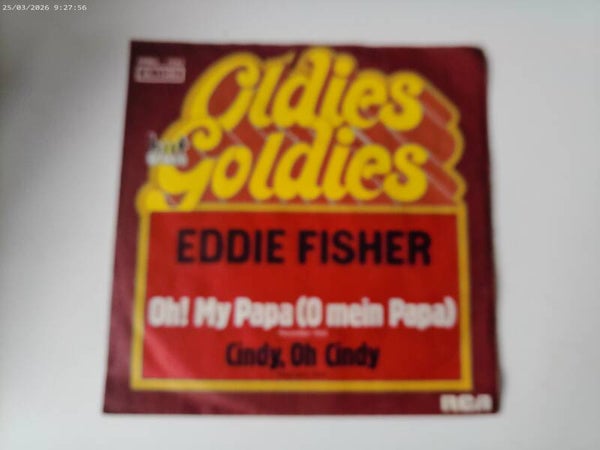 25/03/2026 9:27:56
Oldies
but
Goldies
EDDIE FISHER
Oh! My Papa (O mein Papa)
Cindy, Oh Cindy
RCA